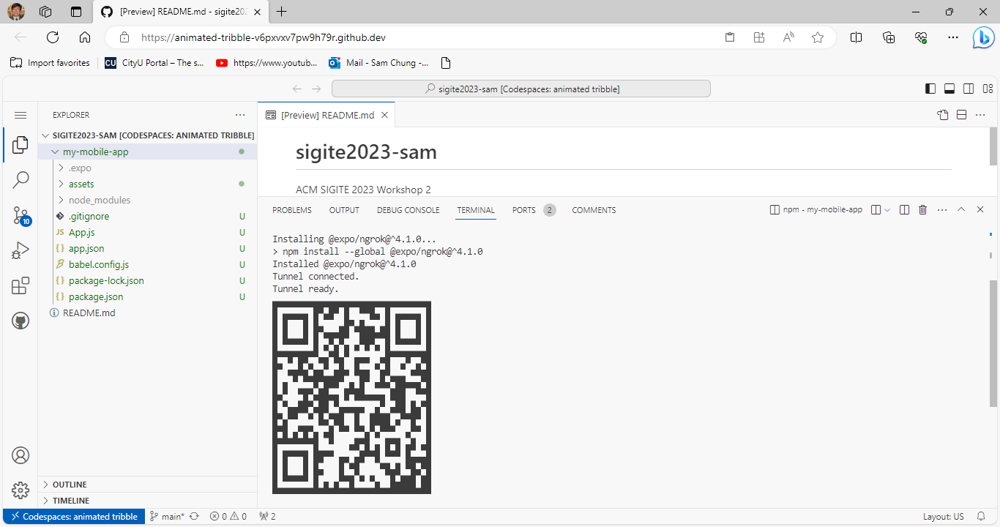 [Preview] README.md - sigite202
https://animated-tribble-v6pxvxv7pw9h79r.github.dev
Import favorites
CU CityU Portal – The s...
https://www.youtub...
Mail - Sam Chung -...
sigite2023-sam [Codespaces: animated tribble]
EXPLORER
SIGITE2023-SAM [CODESPACES: ANIMATED TRIBBLE]
my-mobile-app
.expo
assets
node_modules
.gitignore U
JS App.js U
{} app.json U
babel.config.js U
{} package-lock.json U
{} package.json U
README.md
10
OUTLINE
TIMELINE
[Preview] README.md
sigite2023-sam
ACM SIGITE 2023 Workshop 2
PROBLEMS OUTPUT DEBUG CONSOLE TERMINAL PORTS 2 COMMENTS
npm - my-mobile-app
Installing @expo/ngrok@^4.1.0...
> npm install --global @expo/ngrok@^4.1.0
Installed @expo/ngrok@^4.1.0
Tunnel connected.
Tunnel ready.
Codespaces: animated tribble main* 0 0 2 Layout: US